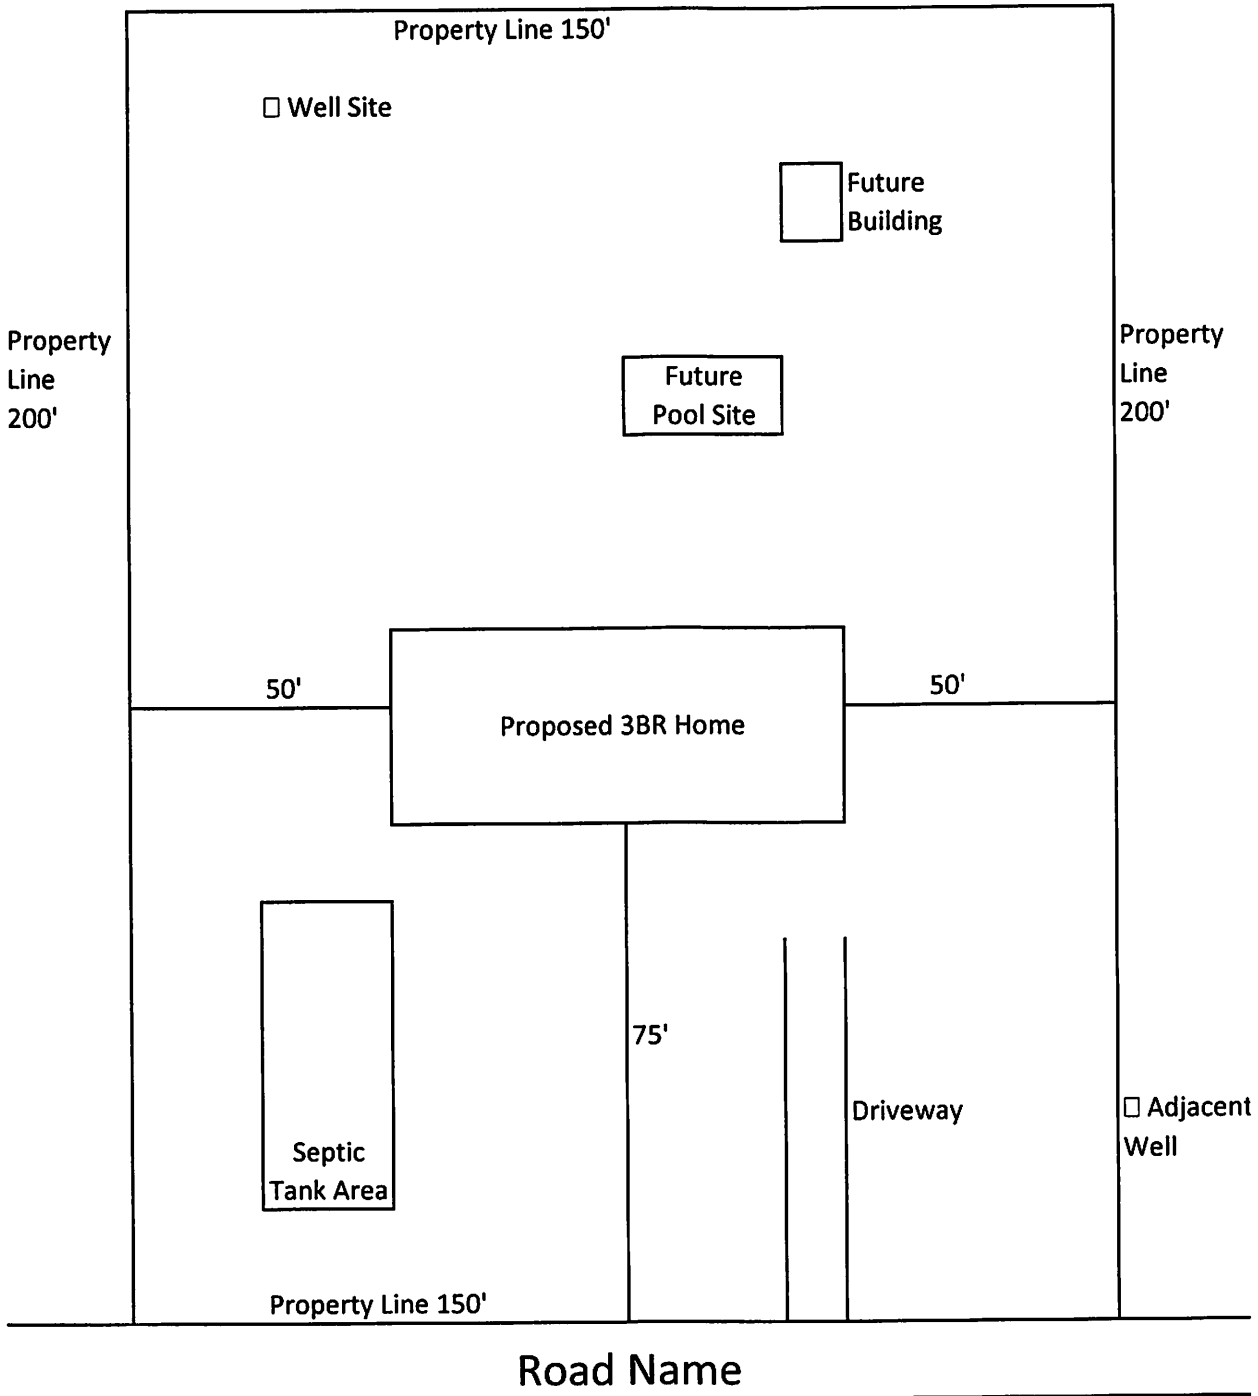 Property Line 150'
□ Well Site
Future
Building
Property
Line
200'
Property
Line
200'
Future
Pool Site
50'
50'
Proposed 3BR Home
75'
Driveway
□ Adjacent
Well
Septic
Tank Area
Property Line 150'
Road Name